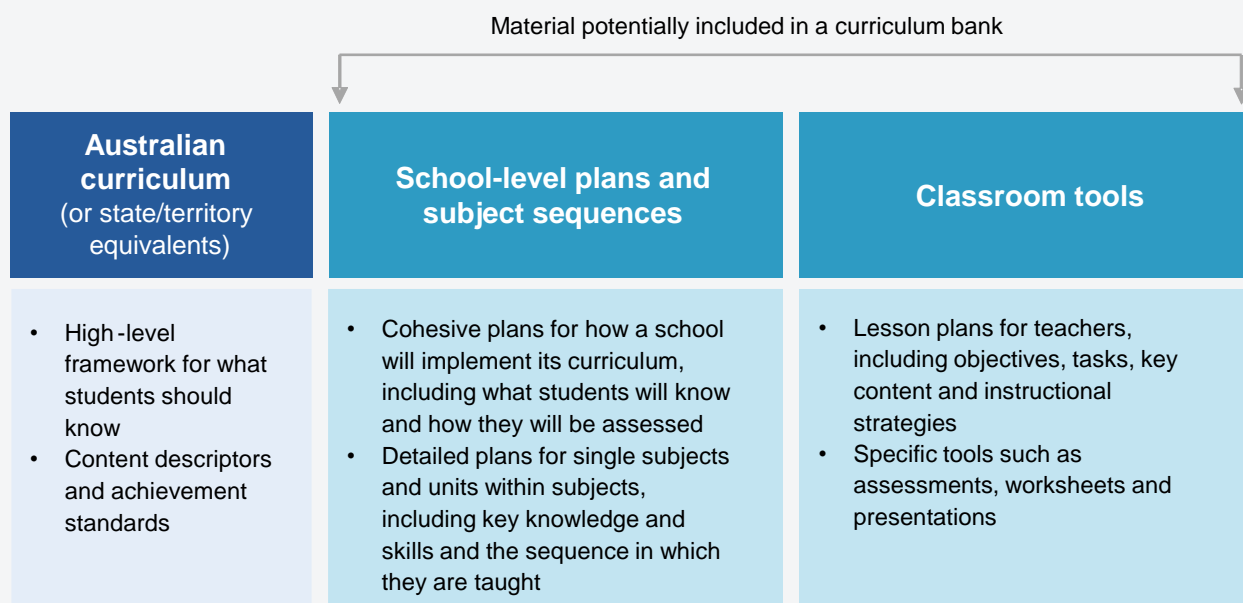 Material potentially included in a curriculum bank
Australian
curriculum
(or state/territory
equivalents)
School-level plans and
subject sequences
Classroom tools
• High-level
framework for what
students should
know
• Content descriptors
and achievement
standards
• Cohesive plans for how a school
will implement its curriculum,
including what students will know
and how they will be assessed
• Detailed plans for single subjects
and units within subjects,
including key knowledge and
skills and the sequence in which
they are taught
• Lesson plans for teachers,
including objectives, tasks, key
content and instructional
strategies
• Specific tools such as
assessments, worksheets and
presentations